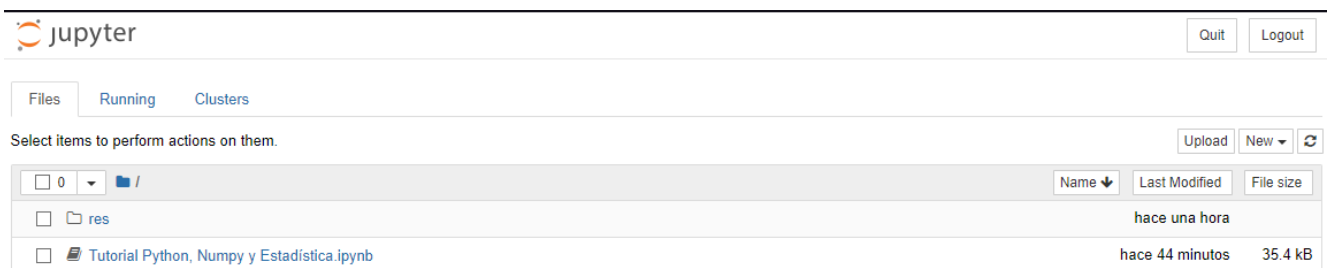 jupyter Quit Logout
Files Running Clusters
Select items to perform actions on them. Upload New
0 / Name Last Modified File size
res hace una hora
Tutorial Python, Numpy y Estadística.ipynb hace 44 minutos 35.4 kB